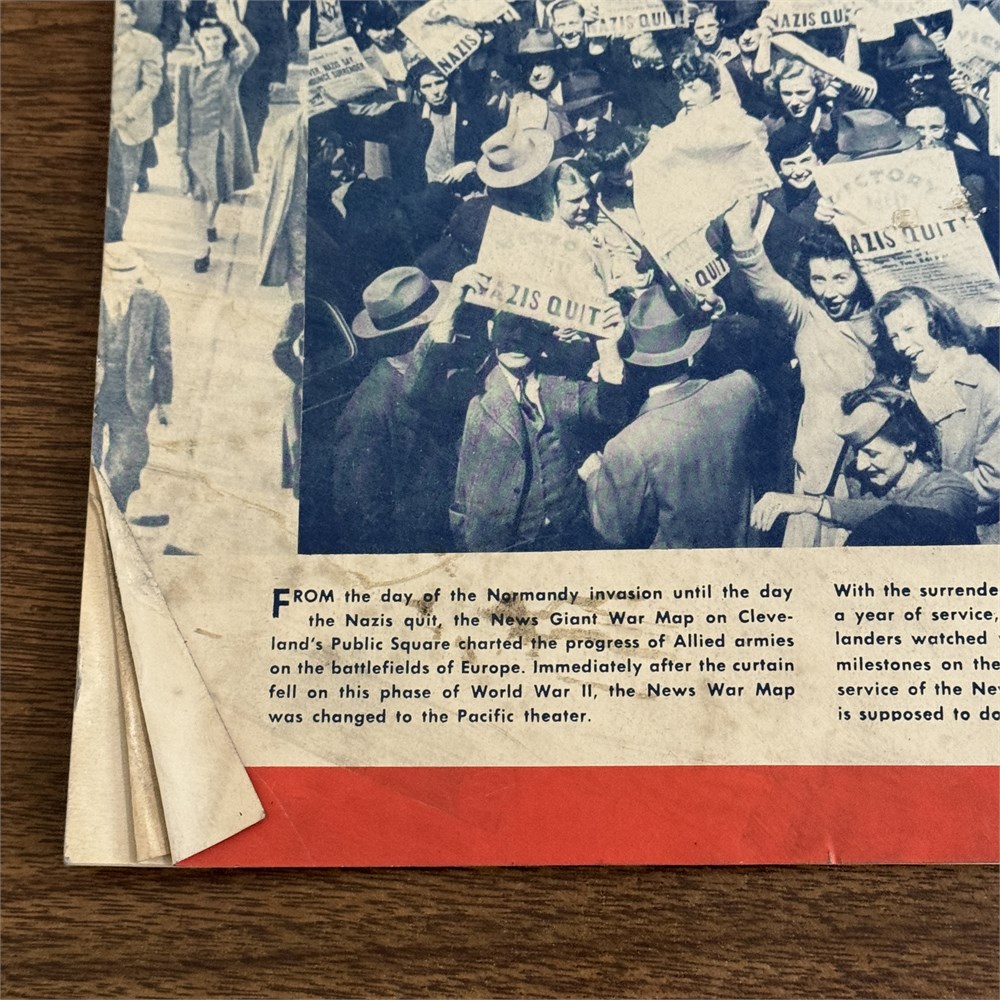 NAZIS QUIT
NAZIS QUIT
NAZIS
VICTORY
AZIS QUIT
NAZIS QUIT
QUIT
FROM the day of the Normandy invasion until the day
the Nazis quit, the News Giant War Map on Cleve-
land's Public Square charted the progress of Allied armies
on the battlefields of Europe. Immediately after the curtain
fell on this phase of World War II, the News War Map
was changed to the Pacific theater.
With the surrende
a year of service,
landers watched
milestones on the
service of the Ne
is supposed to do